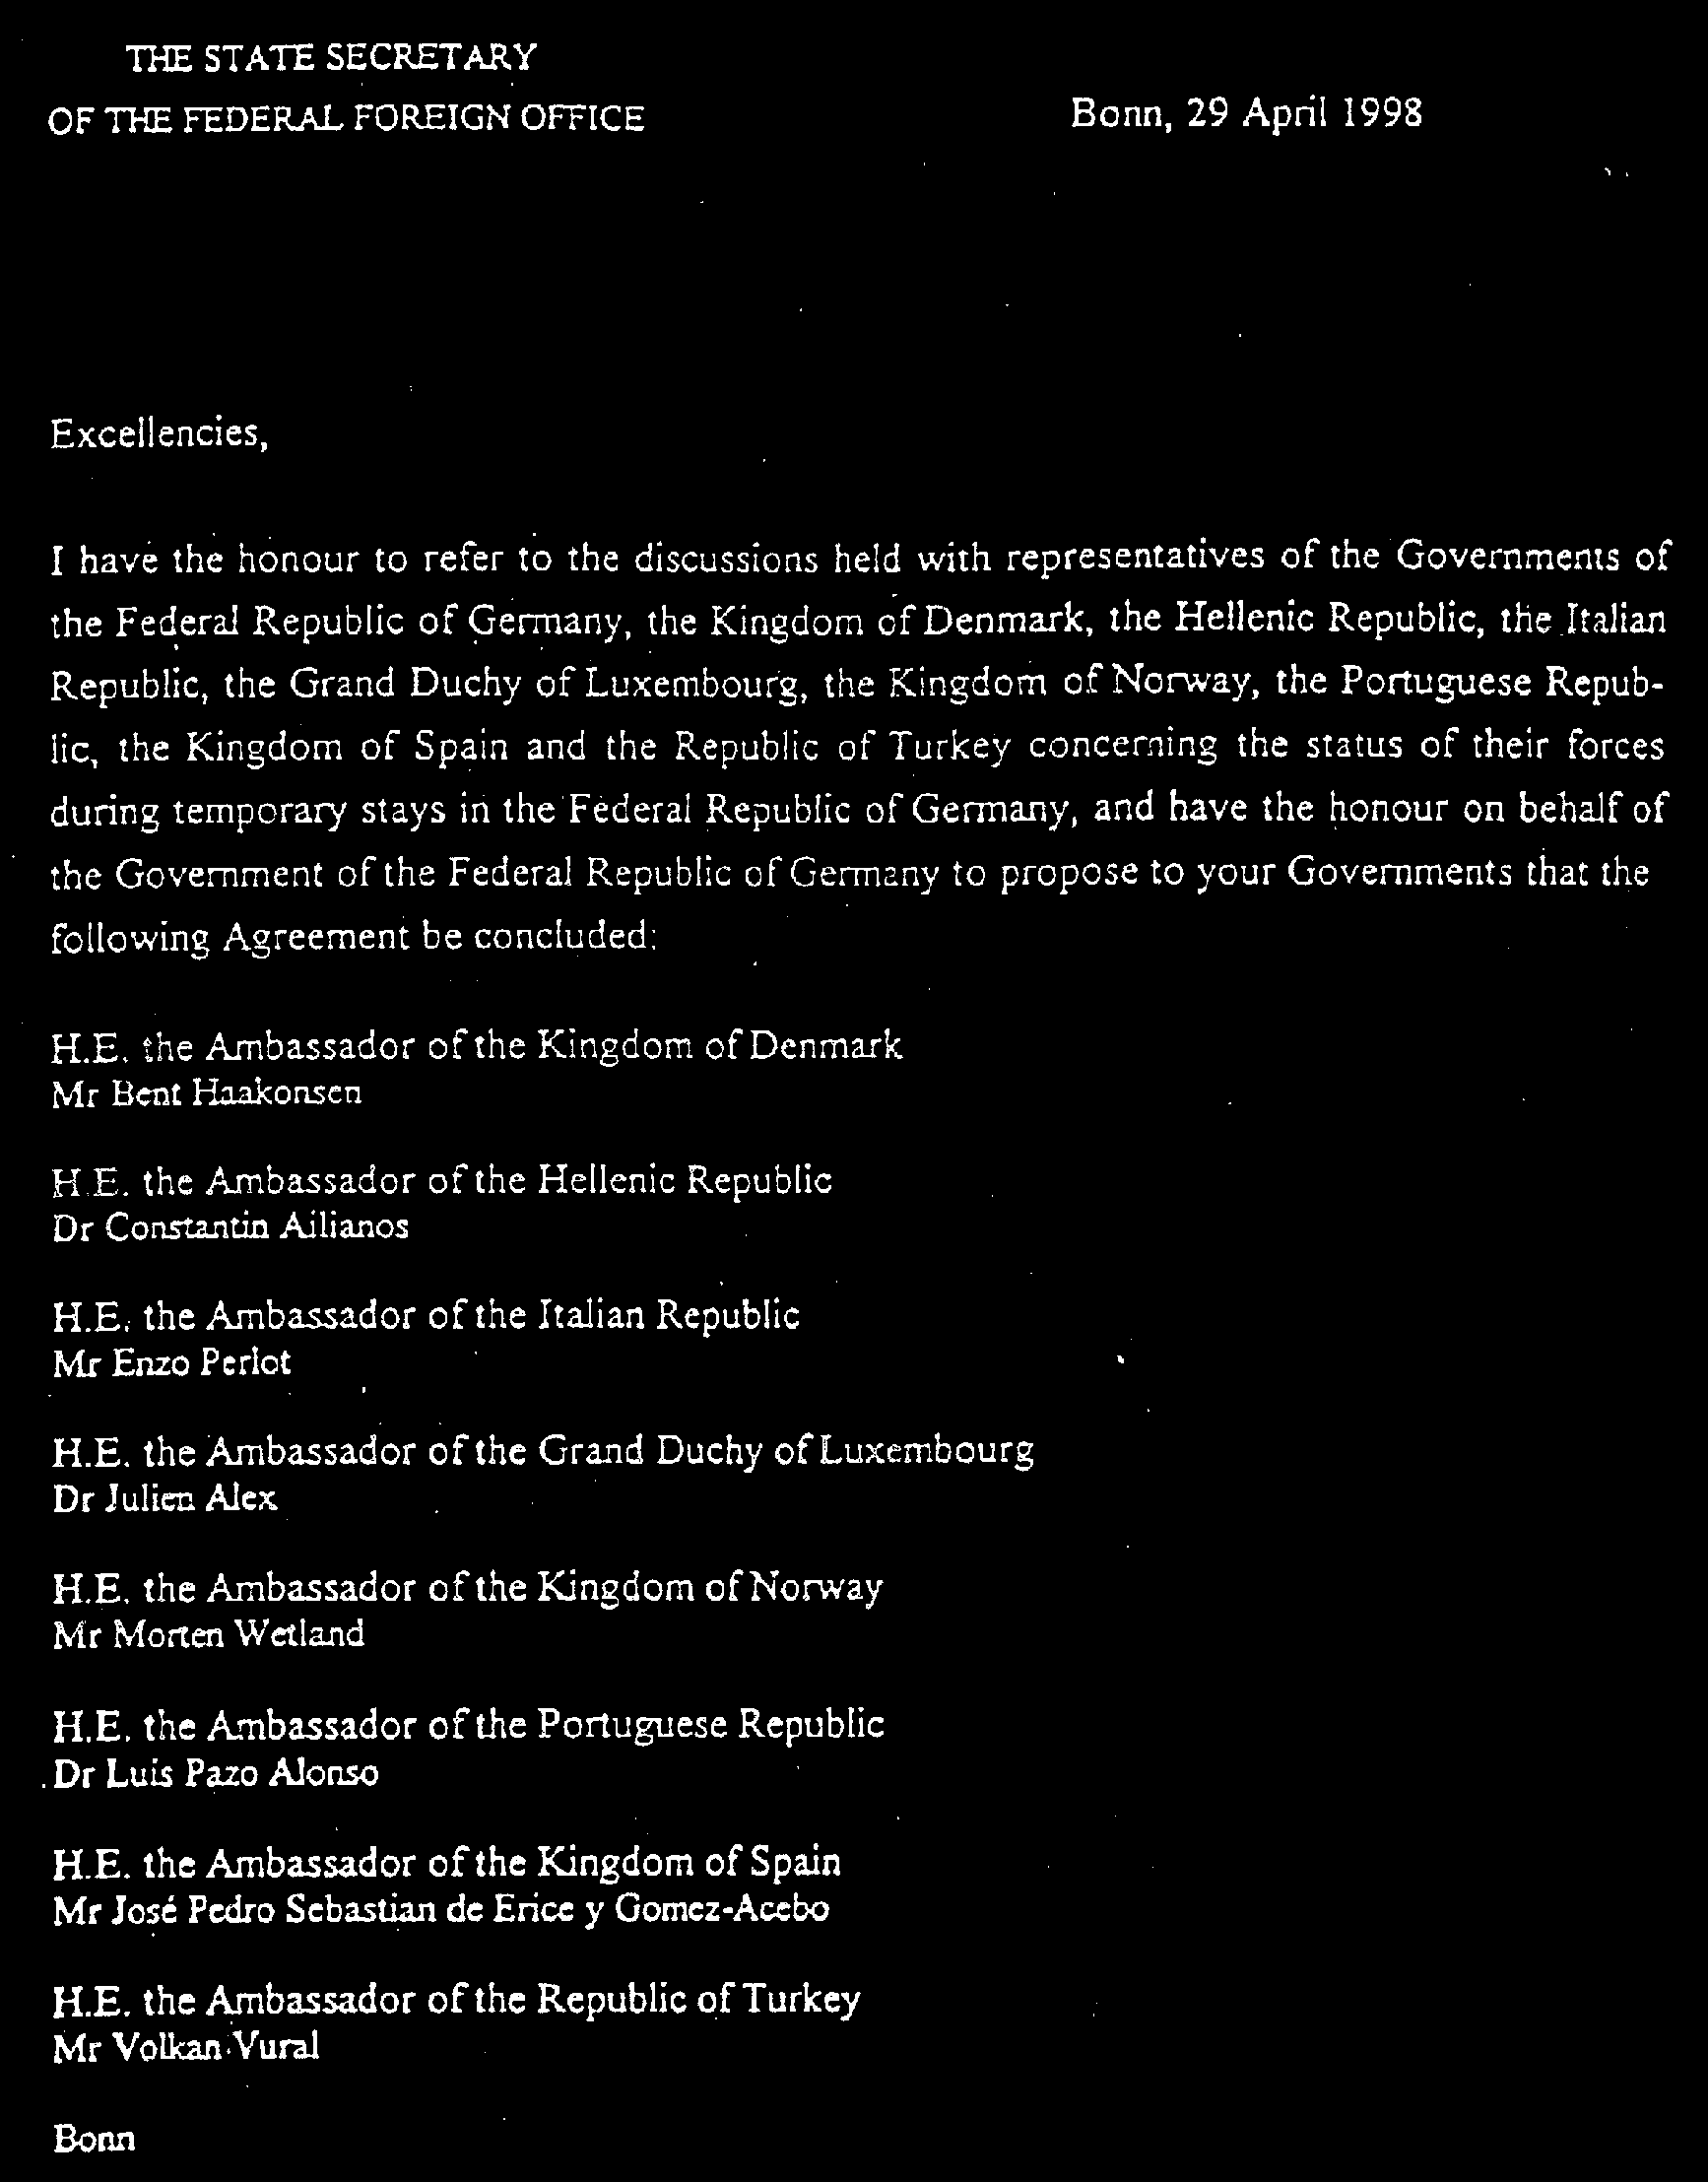 THE STATE SECRETARY
OF THE FEDERAL FOREIGN OFFICE
Bonn, 29 April 1998
Excellencies,
I have the honour to refer to the discussions held with representatives of the Governments of
the Federal Republic of Germany, the Kingdom of Denmark, the Hellenic Republic, the Italian
Republic, the Grand Duchy of Luxembourg, the Kingdom of Norway, the Portuguese Repub-
lic, the Kingdom of Spain and the Republic of Turkey concerning the status of their forces
during temporary stays in the Federal Republic of Germany, and have the honour on behalf of
the Government of the Federal Republic of Germany to propose to your Governments that the
following Agreement be concluded:
H.E. the Ambassador of the Kingdom of Denmark
Mr Bent Haakonsen
H.E. the Ambassador of the Hellenic Republic
Dr Constantin Ailianos
H.E. the Ambassador of the Italian Republic
Mr Enzo Perlot
H.E. the Ambassador of the Grand Duchy of Luxembourg
Dr Julien Alex
H.E. the Ambassador of the Kingdom of Norway
Mr Morten Wetland
H.E. the Ambassador of the Portuguese Republic
Dr Luis Pazo Alonso
H.E. the Ambassador of the Kingdom of Spain
Mr José Pedro Sebastian de Erice y Gomez-Acebo
H.E. the Ambassador of the Republic of Turkey
Mr Volkan Vural
Bonn